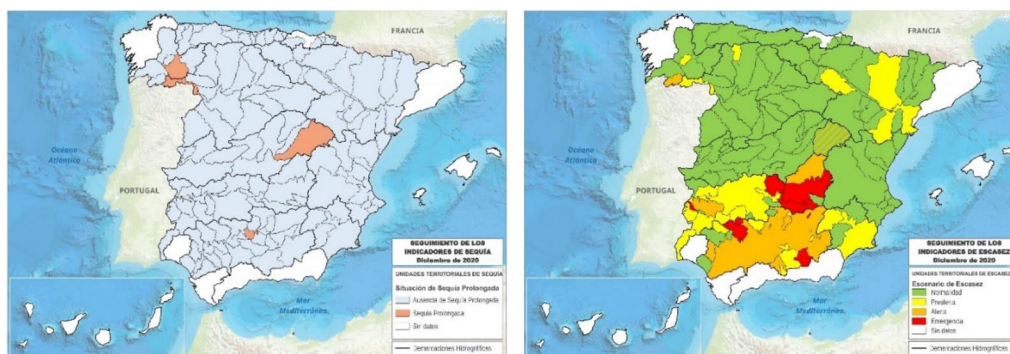 FRANCIA
Océano
Atlántico
PORTUGAL
Mar
Mediterráneo
SEGUIMIENTO DE LOS
INDICADORES DE SEQUÍA
Diciembre de 2020
UNIDADES TERRITORIALES DE SEQUÍA
Situación de Sequía Prolongada
Ausencia de Sequía Prolongada
Sequía Prolongada
Sin datos
Demarcaciones Hidrográficas
FRANCIA
Océano
Atlántico
PORTUGAL
Mar
Mediterráneo
SEGUIMIENTO DE LOS
INDICADORES DE ESCASEZ
Diciembre de 2020
UNIDADES TERRITORIALES DE ESCASEZ
Escenario de Escasez
Normalidad
Prealerta
Alerta
Emergencia
Sin datos
Demarcaciones Hidrográficas